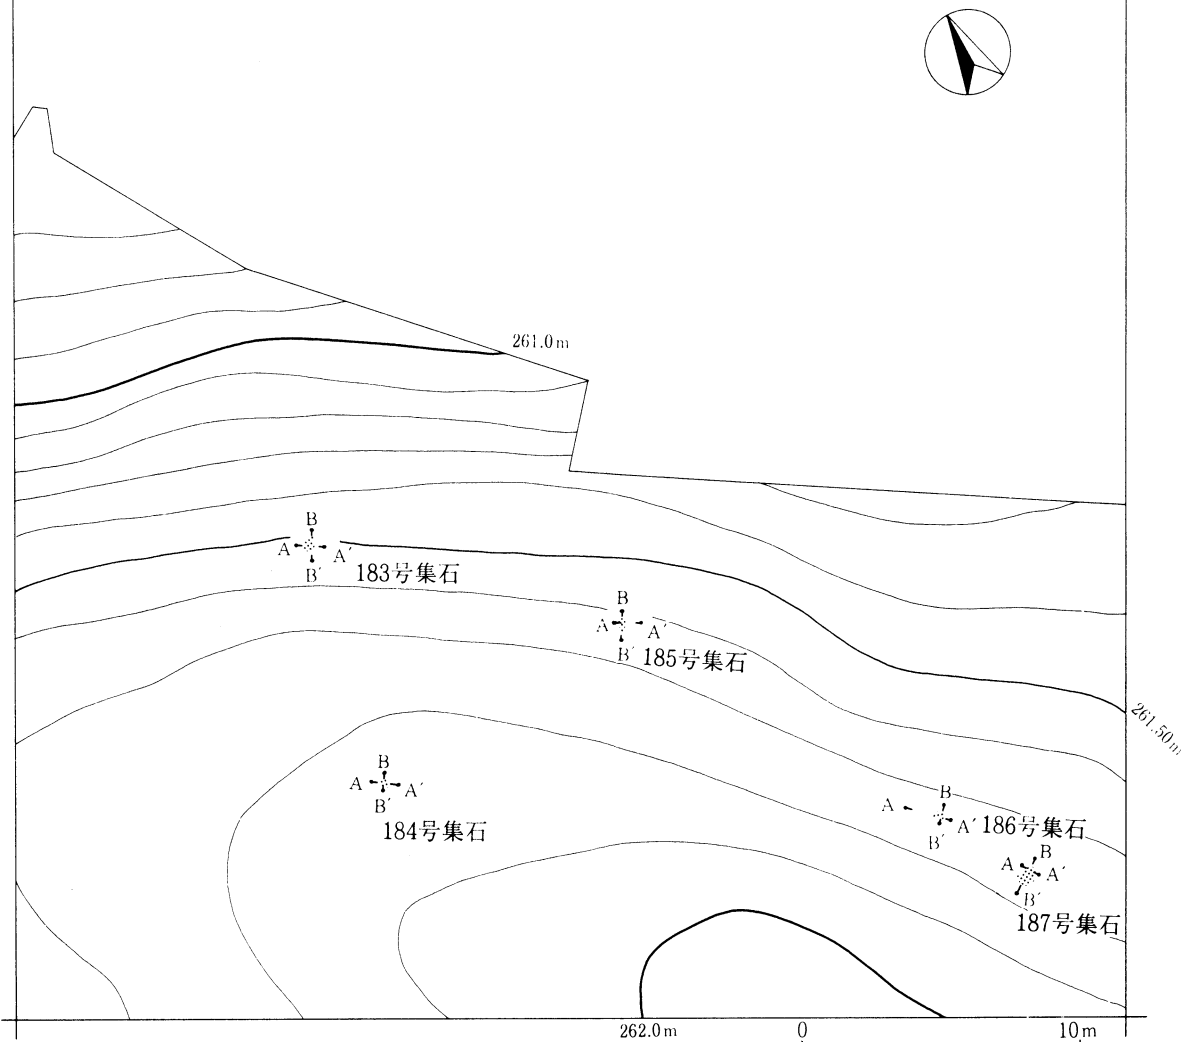 261.0m
B
A A′
B′
183号集石
B
A A′
B′
185号集石
261.50m
B
A A′
B′
184号集石
B
A A′
B′
186号集石
B
A A′
B′
187号集石
262.0m
0 10m